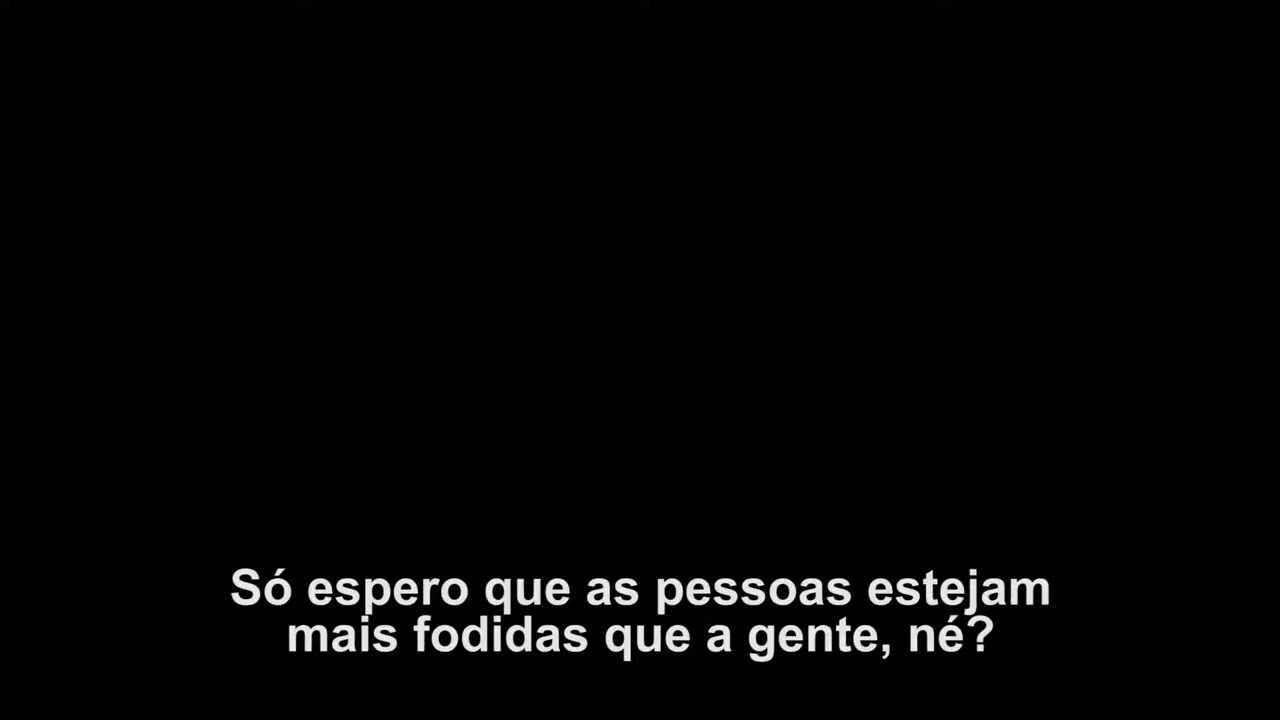 Só espero que as pessoas estejam
mais fodidas que a gente, né?